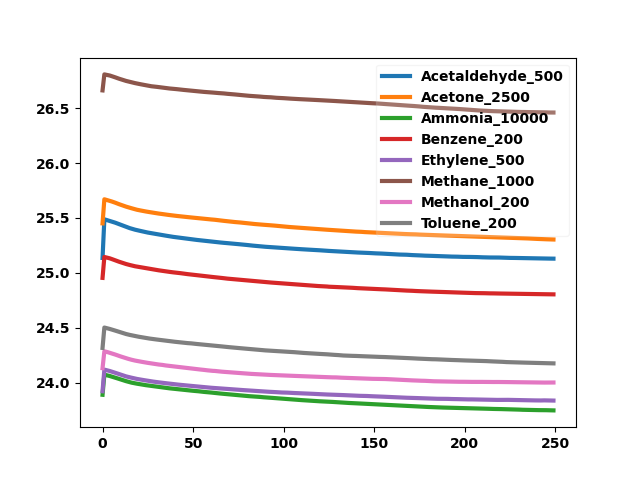 26.5
26.0
25.5
25.0
24.5
24.0
0 50 100 150 200 250
Acetaldehyde_500
Acetone_2500
Ammonia_10000
Benzene_200
Ethylene_500
Methane_1000
Methanol_200
Toluene_200